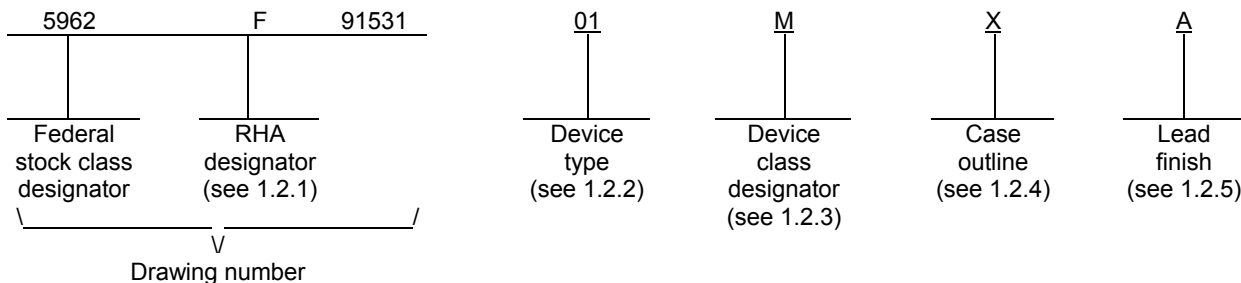 5962 F 91531 01 M X A
Federal stock class designator
RHA designator (see 1.2.1)
Device type (see 1.2.2)
Device class designator (see 1.2.3)
Case outline (see 1.2.4)
Lead finish (see 1.2.5)
Drawing number